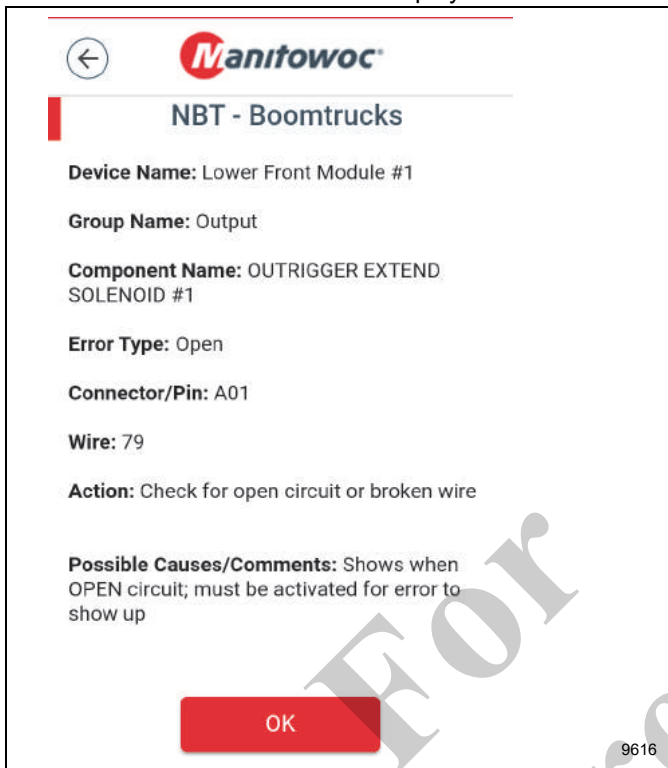 Manitowoc
NBT - Boomtrucks
Device Name: Lower Front Module #1
Group Name: Output
Component Name: OUTRIGGER EXTEND
SOLENOID #1
Error Type: Open
Connector/Pin: A01
Wire: 79
Action: Check for open circuit or broken wire
Possible Causes/Comments: Shows when
OPEN circuit; must be activated for error to
show up
For
OK
9616